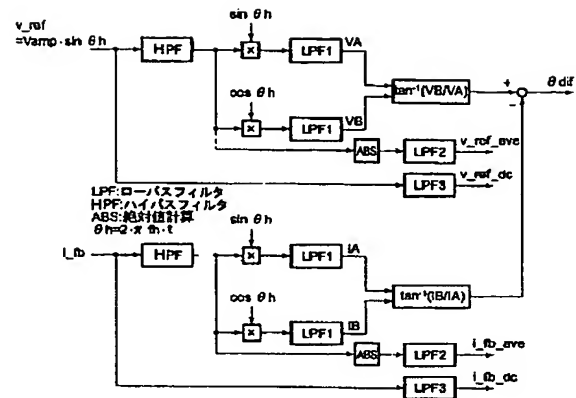 sin θh
v_ref
=Vamp·sin θh
HPF
×
LPF1
VA
cos θh
tan⁻¹(VB/VA)
+
−
θdif
×
LPF1
VB
ABS
LPF2
v_ref_ave
LPF3
v_ref_dc
LPF:ローパスフィルタ
HPF:ハイパスフィルタ
ABS:絶対値計算
θh=2·π·fh·t
sin θh
i_fb
HPF
×
LPF1
IA
cos θh
tan⁻¹(IB/IA)
×
LPF1
IB
ABS
LPF2
i_fb_ave
LPF3
i_fb_dc